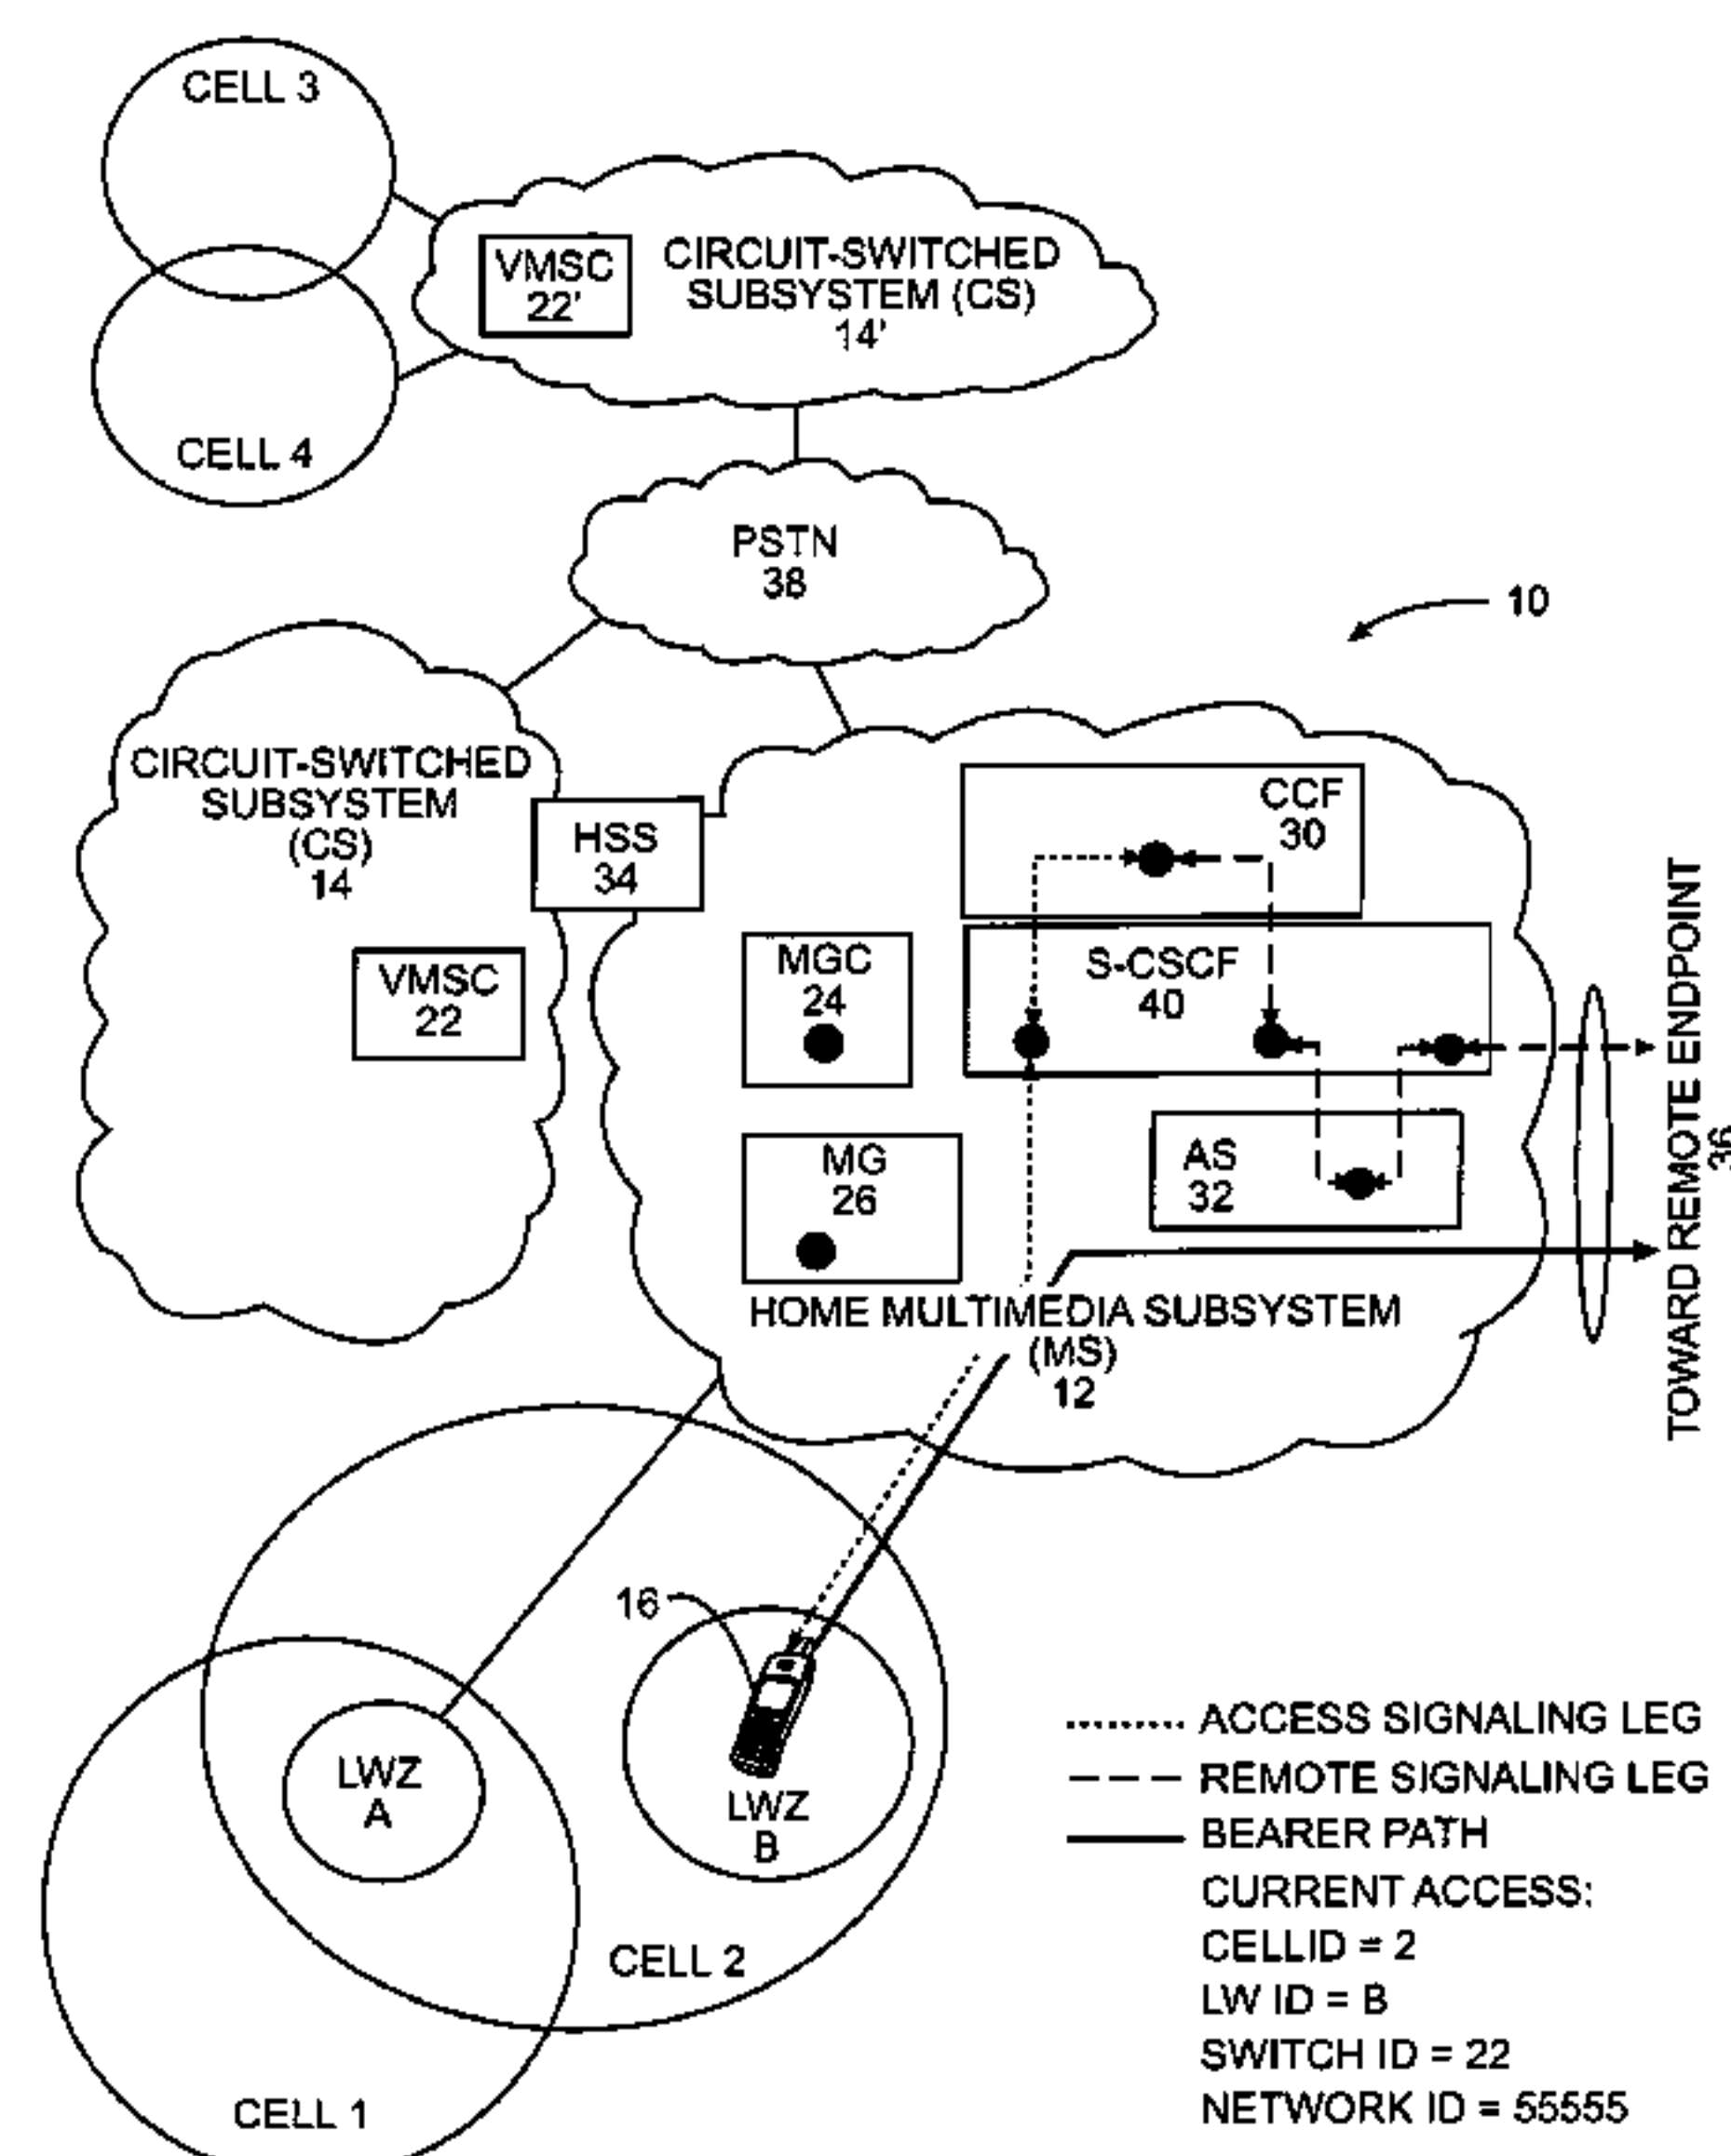 CELL 3
VMSC
22'
CIRCUIT-SWITCHED
SUBSYSTEM (CS)
14'
CELL 4
PSTN
38
10
CIRCUIT-SWITCHED
SUBSYSTEM
(CS)
14
HSS
34
VMSC
22
CCF
30
MGC
24
S-CSCF
40
MG
26
AS
32
TOWARD REMOTE ENDPOINT
36
HOME MULTIMEDIA SUBSYSTEM
(MS)
12
16
LWZ
A
LWZ
B
CELL 2
CELL 1
ACCESS SIGNALING LEG
REMOTE SIGNALING LEG
BEARER PATH
CURRENT ACCESS:
CELLID = 2
LW ID = B
SWITCH ID = 22
NETWORK ID = 55555